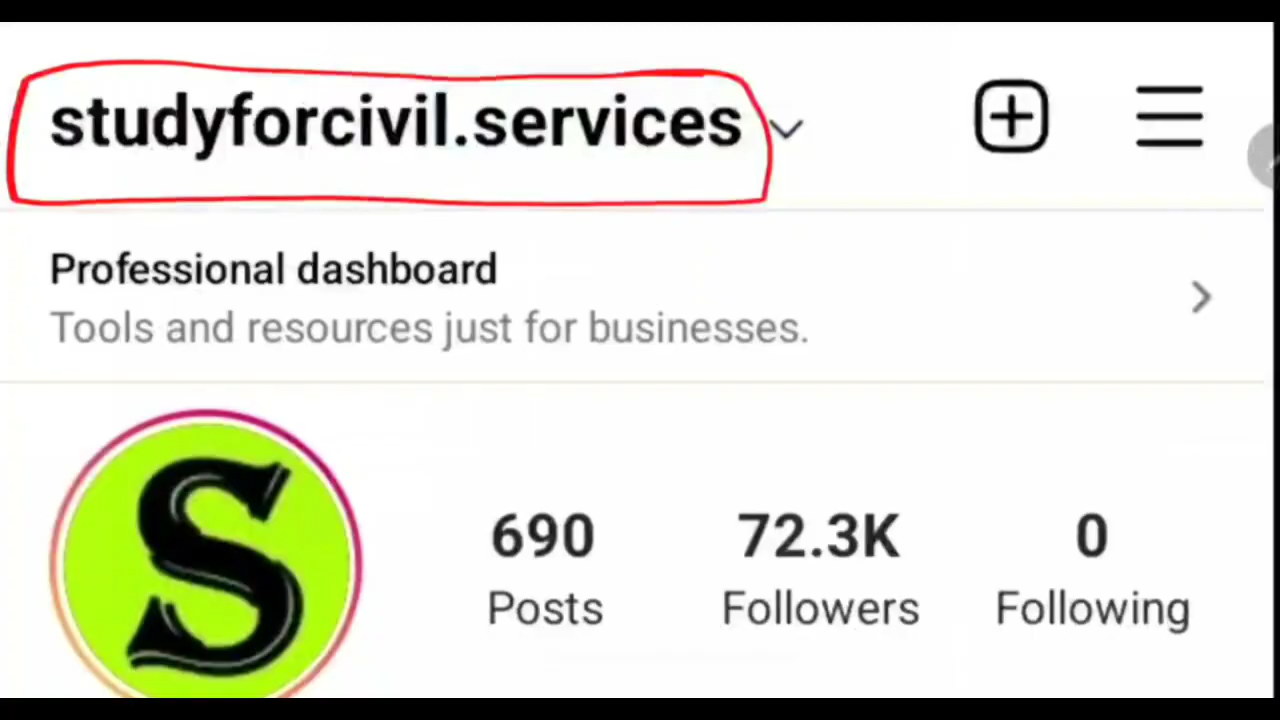 studyforcivil.services
Professional dashboard
Tools and resources just for businesses.
S
690 72.3K 0
Posts Followers Following